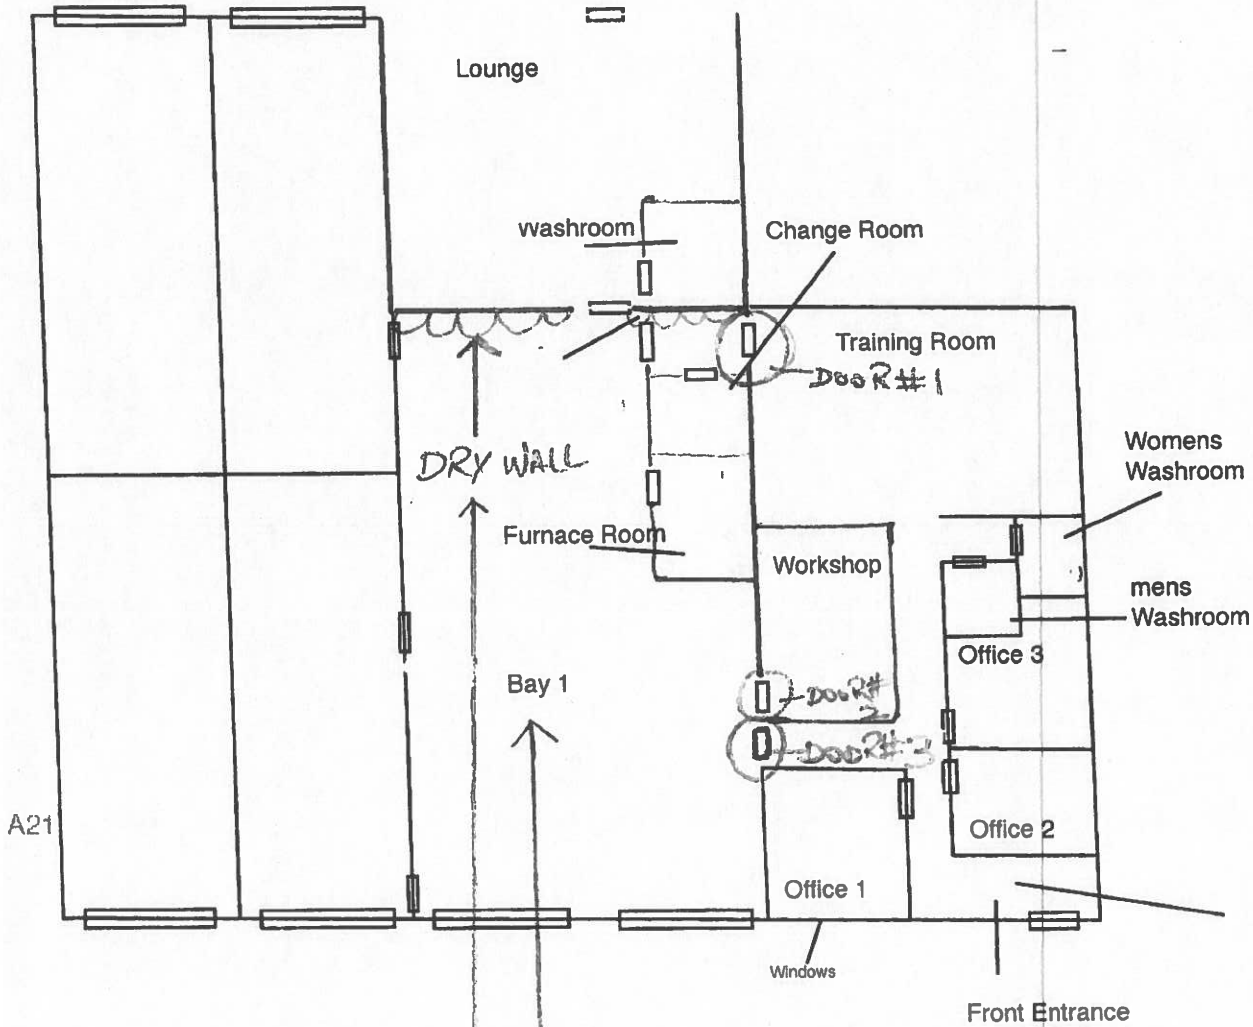 Lounge
washroom
Change Room
Training Room
DOOR #1
DRY WALL
Womens
Washroom
Furnace Room
Workshop
mens
Washroom
Office 3
Bay 1
DOOR#
2
DOOR#3
A21
Office 2
Office 1
Windows
Front Entrance